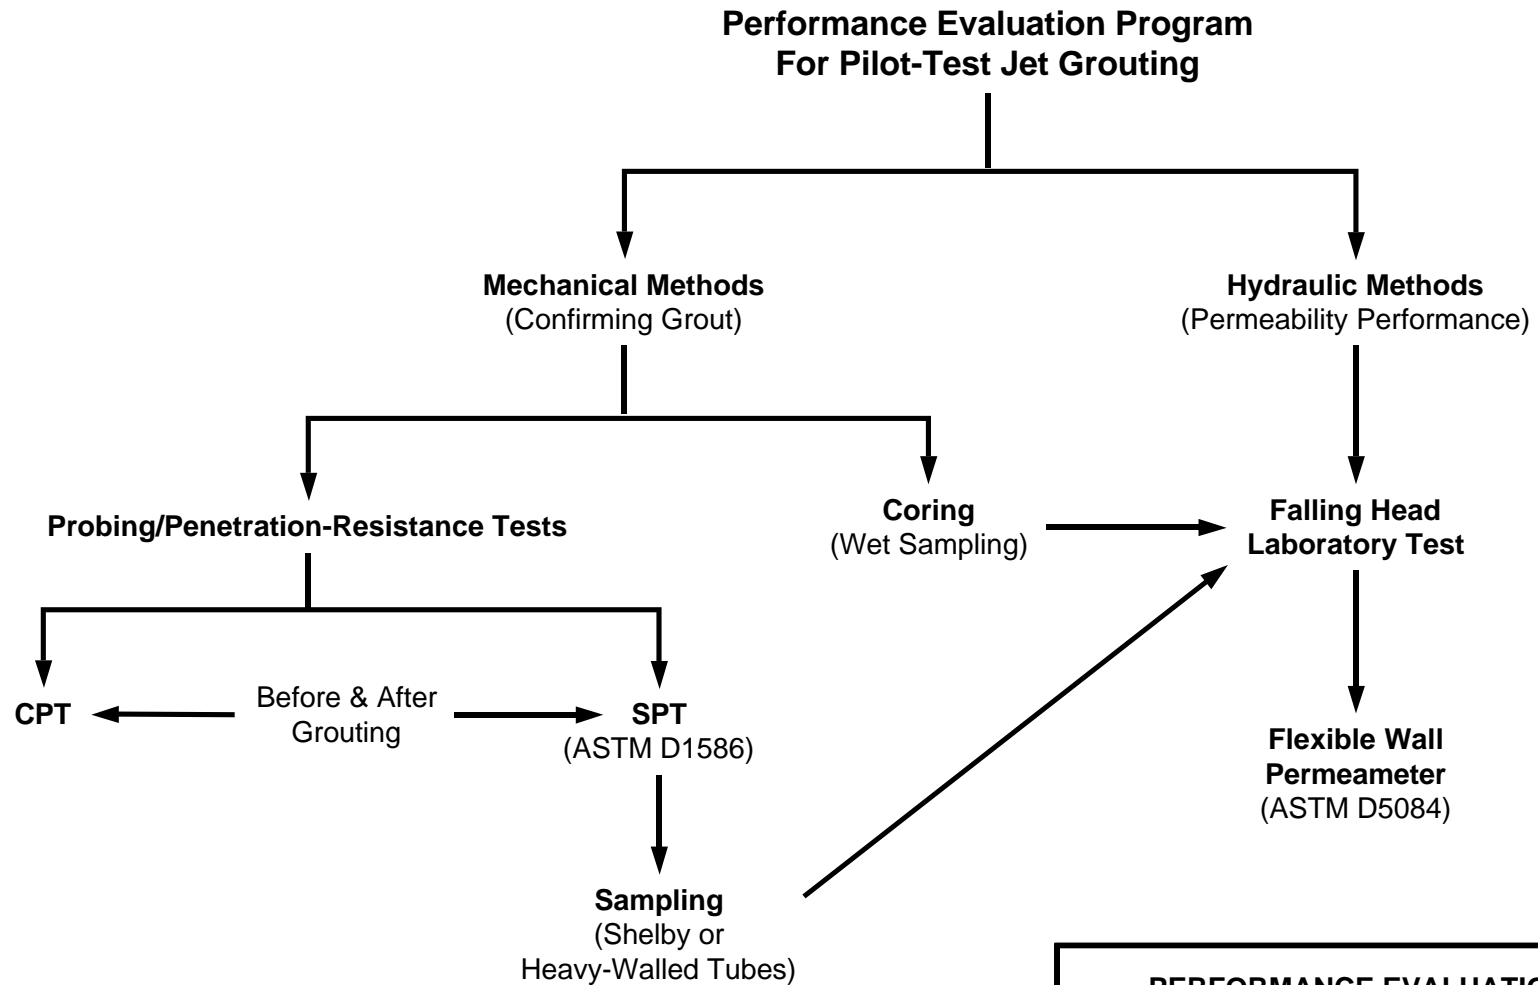 Performance Evaluation Program
For Pilot-Test Jet Grouting
Mechanical Methods
(Confirming Grout)
Hydraulic Methods
(Permeability Performance)
Probing/Penetration-Resistance Tests
Coring
(Wet Sampling)
Falling Head
Laboratory Test
CPT
Before & After
Grouting
SPT
(ASTM D1586)
Flexible Wall
Permeameter
(ASTM D5084)
Sampling
(Shelby or
Heavy-Walled Tubes)
PERFORMANCE